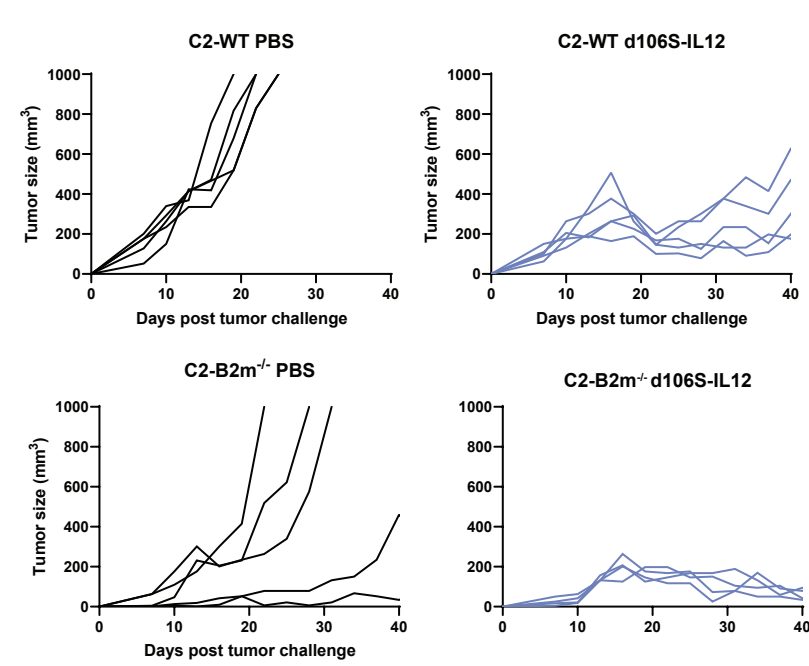 C2-WT PBS
1000
800
600
400
200
0
Tumor size (mm³)
0 10 20 30 40
Days post tumor challenge
C2-WT d106S-IL12
1000
800
600
400
200
0
Tumor size (mm³)
0 10 20 30 40
Days post tumor challenge
C2-B2m⁻/⁻ PBS
1000
800
600
400
200
0
Tumor size (mm³)
0 10 20 30 40
Days post tumor challenge
C2-B2m⁻/⁻ d106S-IL12
1000
800
600
400
200
0
0 10 20 30 40